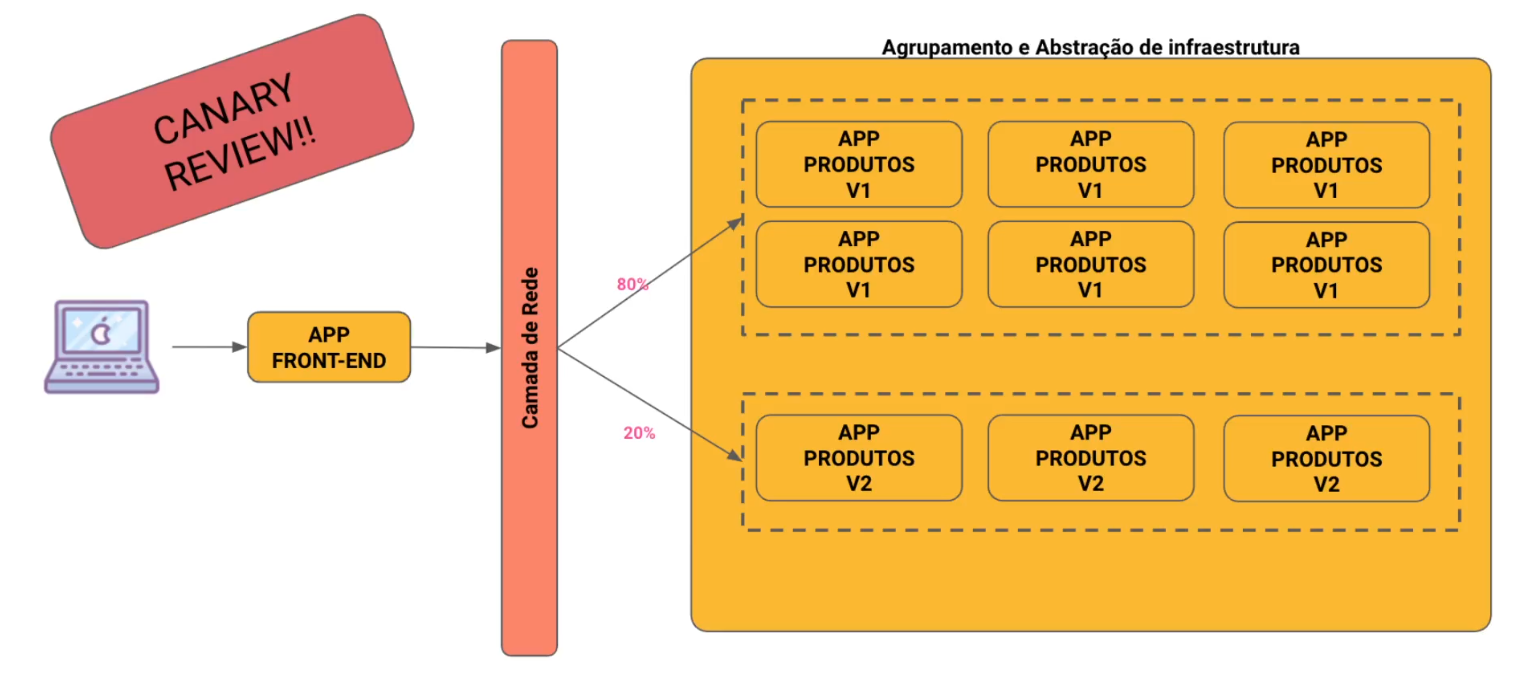 CANARY
REVIEW!!
Agrupamento e Abstração de infraestrutura
APP
FRONT-END
Camada de Rede
80%
20%
APP
PRODUTOS
V1
APP
PRODUTOS
V1
APP
PRODUTOS
V1
APP
PRODUTOS
V1
APP
PRODUTOS
V1
APP
PRODUTOS
V1
APP
PRODUTOS
V2
APP
PRODUTOS
V2
APP
PRODUTOS
V2